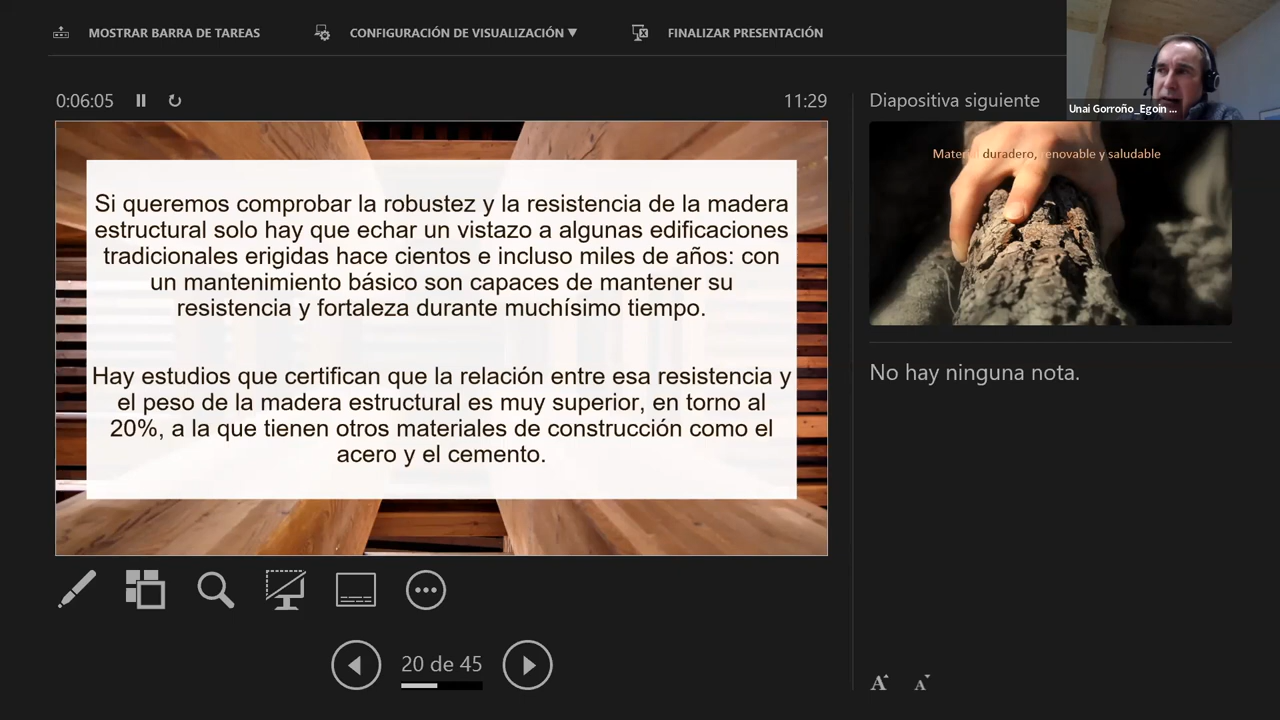 MOSTRAR BARRA DE TAREAS
CONFIGURACIÓN DE VISUALIZACIÓN ▼
FINALIZAR PRESENTACIÓN
Unai Gorroño_Egoin ...
0:06:05
11:29
Diapositiva siguiente
Si queremos comprobar la robustez y la resistencia de la madera
estructural solo hay que echar un vistazo a algunas edificaciones
tradicionales erigidas hace cientos e incluso miles de años: con
un mantenimiento básico son capaces de mantener su
resistencia y fortaleza durante muchísimo tiempo.
Hay estudios que certifican que la relación entre esa resistencia y
el peso de la madera estructural es muy superior, en torno al
20%, a la que tienen otros materiales de construcción como el
acero y el cemento.
Material duradero, renovable y saludable
No hay ninguna nota.
20 de 45
A A